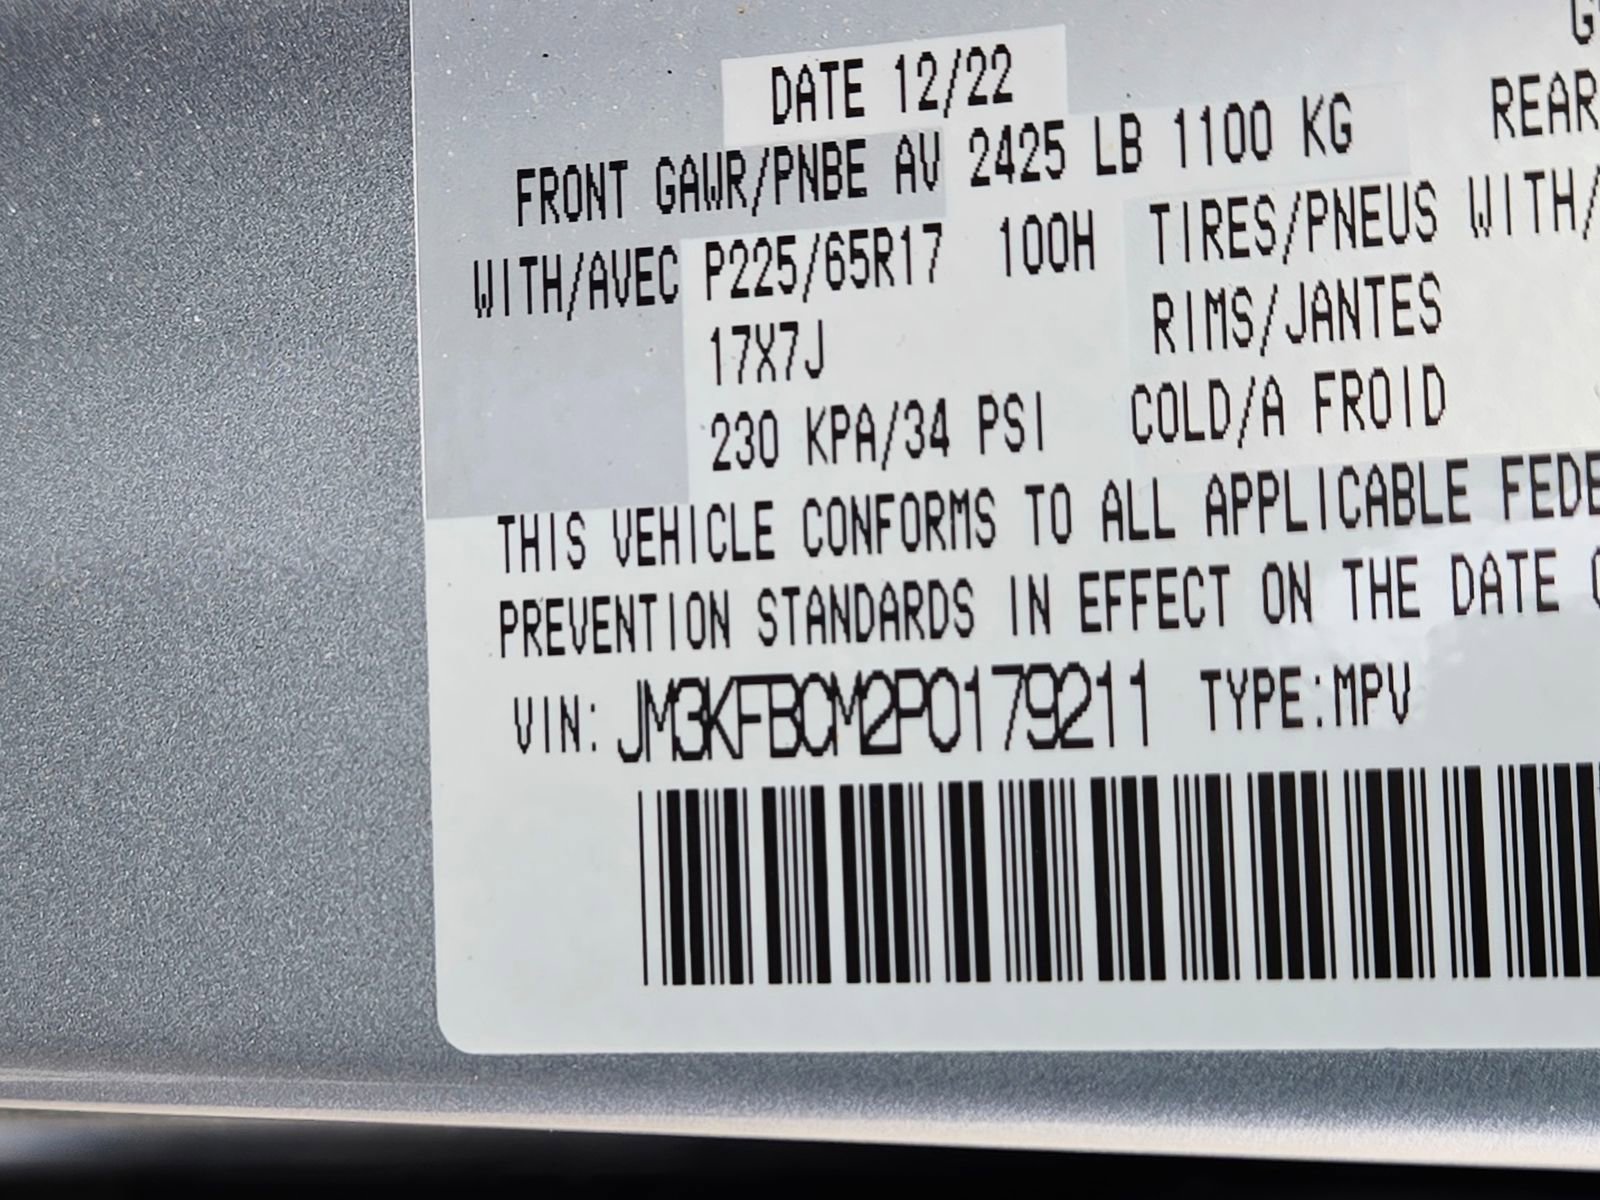 DATE 12/22
FRONT GAWR/PNBE AV 2425 LB 1100 KG REAR
WITH/AVEC P225/65R17 100H TIRES/PNEUS WITH/
17X7J RIMS/JANTES
230 KPA/34 PSI COLD/A FROID
THIS VEHICLE CONFORMS TO ALL APPLICABLE FEDE
PREVENTION STANDARDS IN EFFECT ON THE DATE
VIN: JM3KFBCM2P0179211 TYPE:MPV